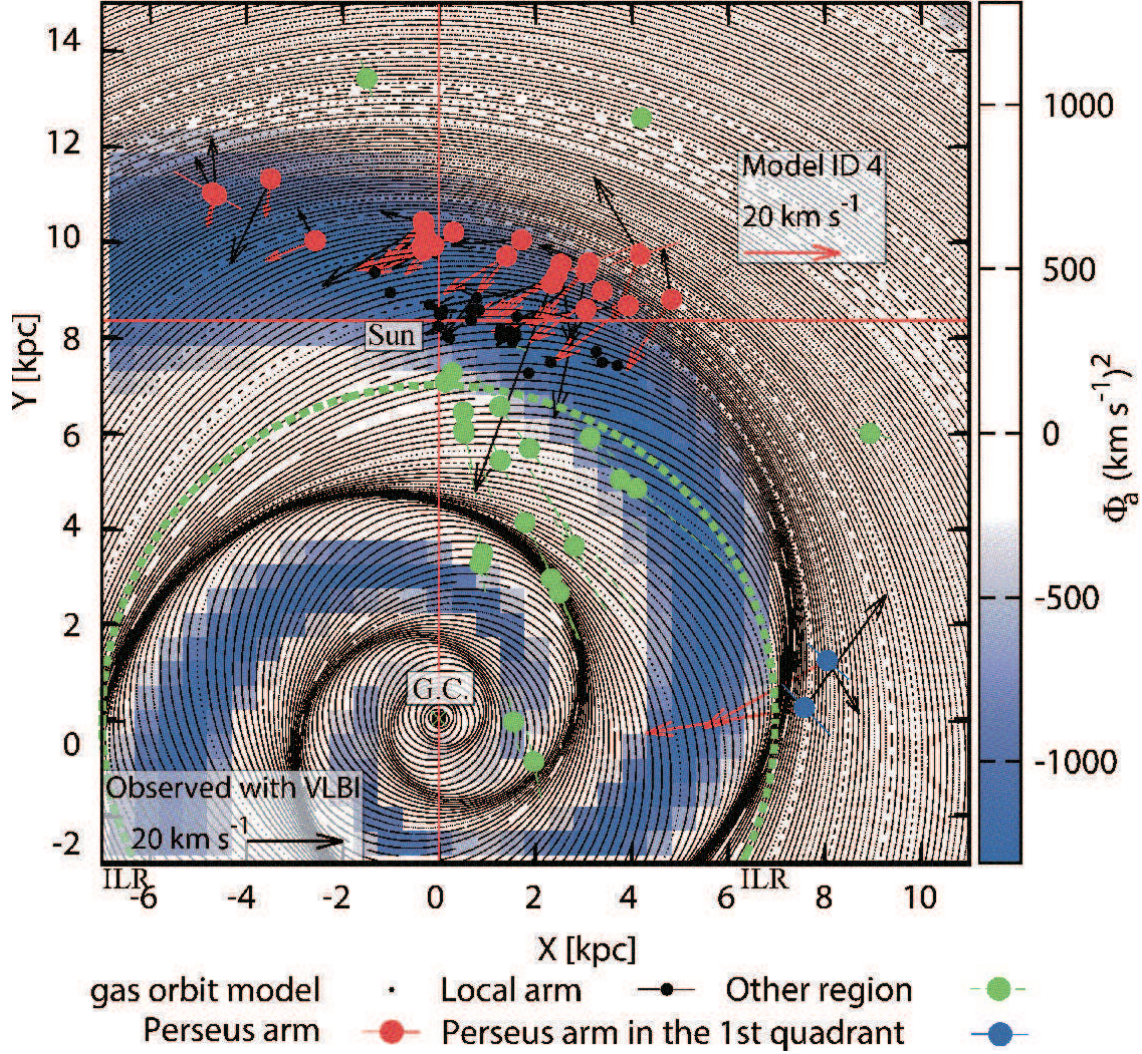 14
12
10
8
6
4
2
0
-2
Y [kpc]
Model ID 4
20 km s-1
Sun
G.C.
Observed with VLBI
20 km s-1
1000
500
0
-500
-1000
Φa (km s-1)2
ILR
ILR
-6 -4 -2 0 2 4 6 8 10
X [kpc]
gas orbit model Local arm Other region
Perseus arm Perseus arm in the 1st quadrant